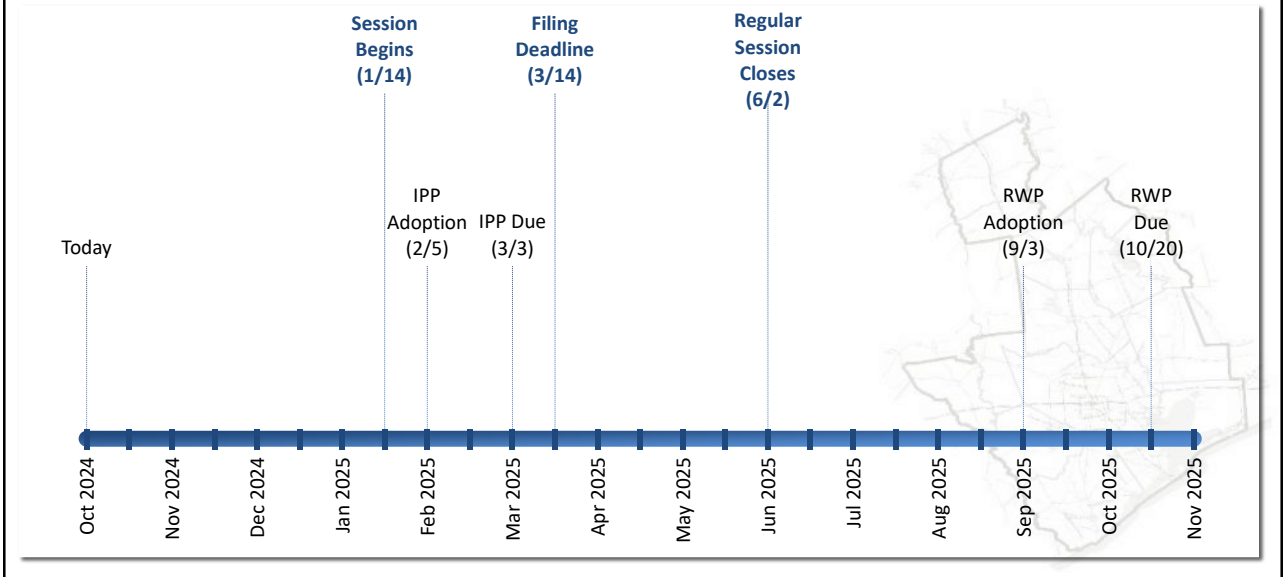 Session
Begins
(1/14)
Filing
Deadline
(3/14)
Regular
Session
Closes
(6/2)
Today
IPP
Adoption
(2/5)
IPP Due
(3/3)
RWP
Adoption
(9/3)
RWP
Due
(10/20)
Oct 2024
Nov 2024
Dec 2024
Jan 2025
Feb 2025
Mar 2025
Apr 2025
May 2025
Jun 2025
Jul 2025
Aug 2025
Sep 2025
Oct 2025
Nov 2025